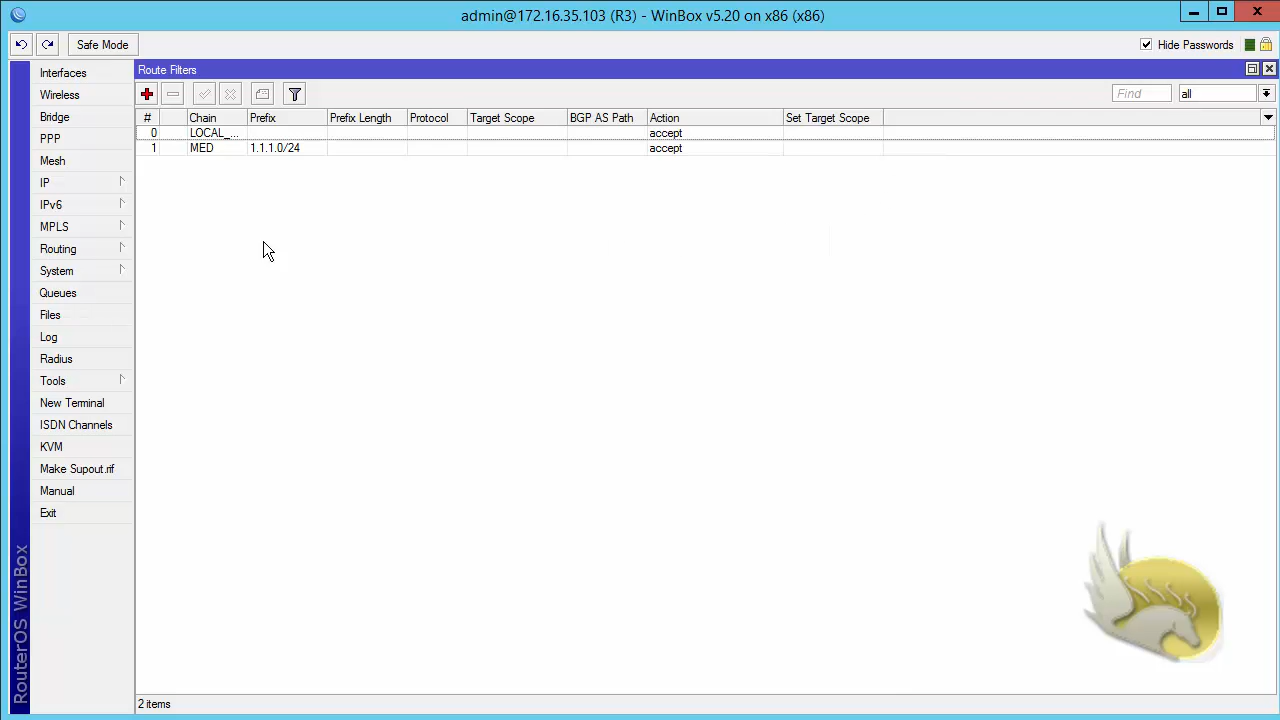 admin@172.16.35.103 (R3) - WinBox v5.20 on x86 (x86)
Safe Mode
Hide Passwords
Interfaces
Wireless
Bridge
PPP
Mesh
IP
IPv6
MPLS
Routing
System
Queues
Files
Log
Radius
Tools
New Terminal
ISDN Channels
KVM
Make Supout.rif
Manual
Exit
RouterOS WinBox
Route Filters
Find
all
# Chain Prefix Prefix Length Protocol Target Scope BGP AS Path Action Set Target Scope
0 LOCAL_... accept
1 MED 1.1.1.0/24 accept
2 items